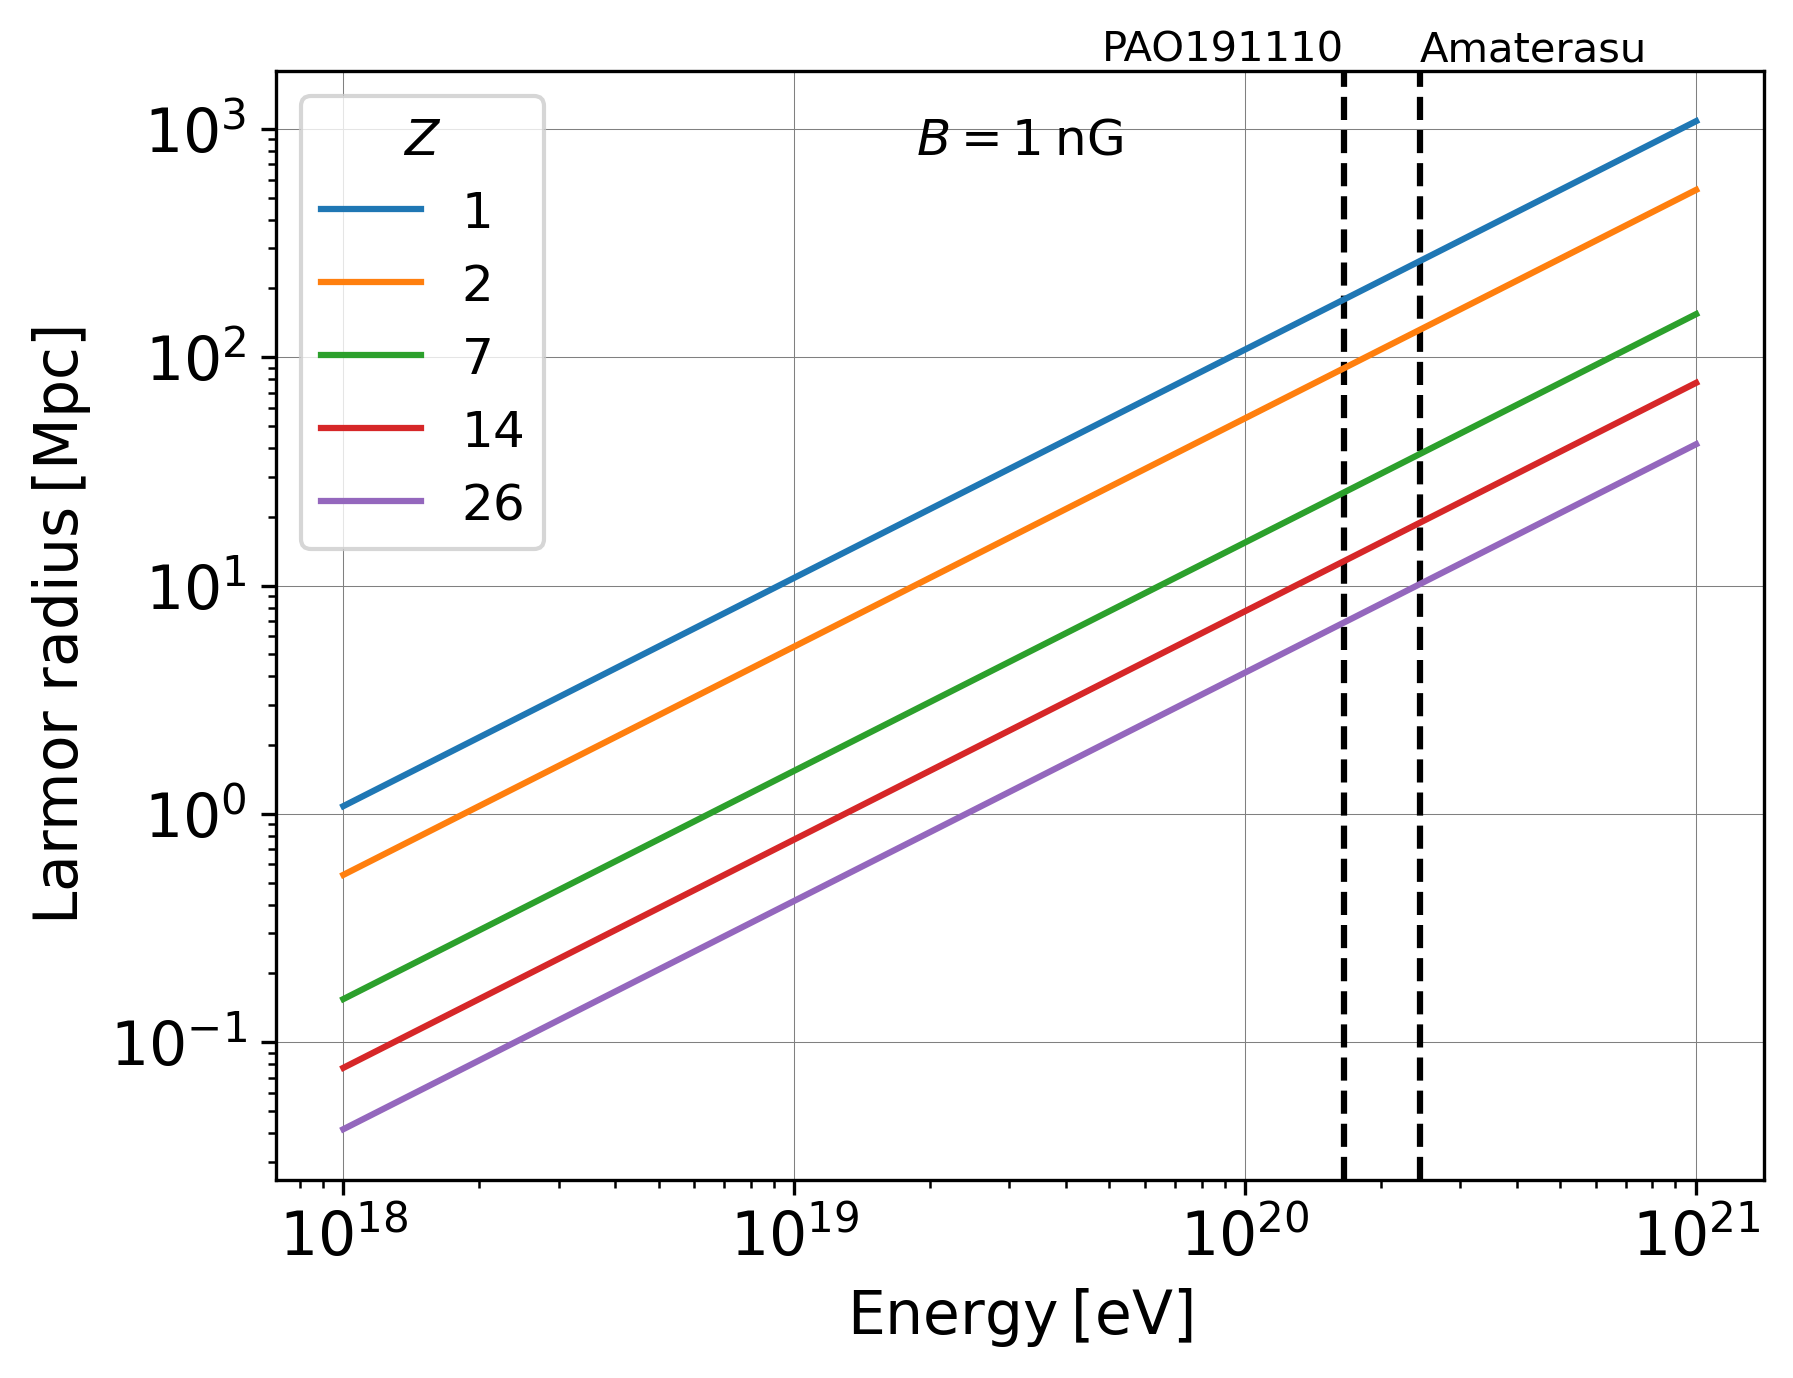 PAO191110 Amaterasu
Z
B = 1 nG
1
2
7
14
26
10³
10²
10¹
10⁰
10⁻¹
Larmor radius [Mpc]
10¹⁸ 10¹⁹ 10²⁰ 10²¹
Energy [eV]